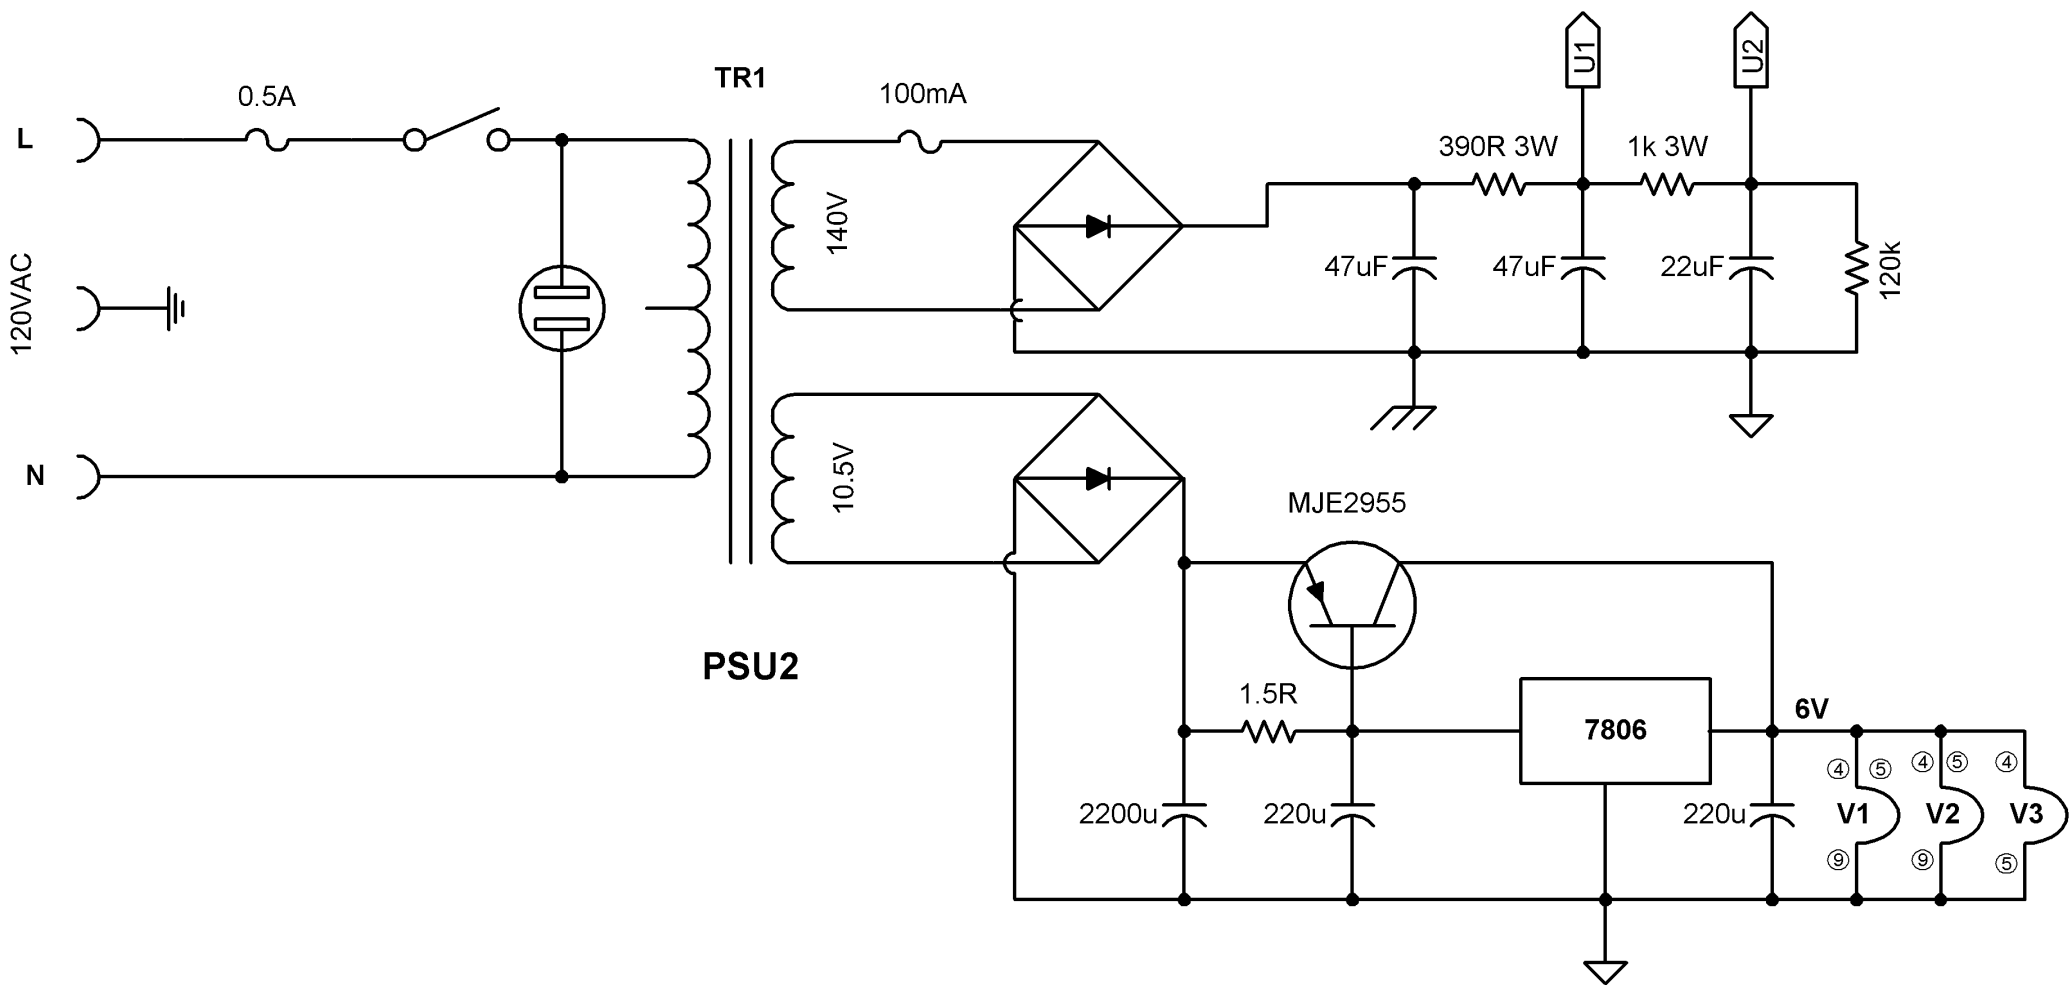 U1
U2
TR1
0.5A
100mA
L
390R 3W
1k 3W
140V
120VAC
47uF
47uF
22uF
120k
N
10.5V
MJE2955
PSU2
1.5R
7806
6V
④ ⑤ ④ ⑤ ④
2200u
220u
220u
V1
V2
V3
⑨ ⑨ ⑤